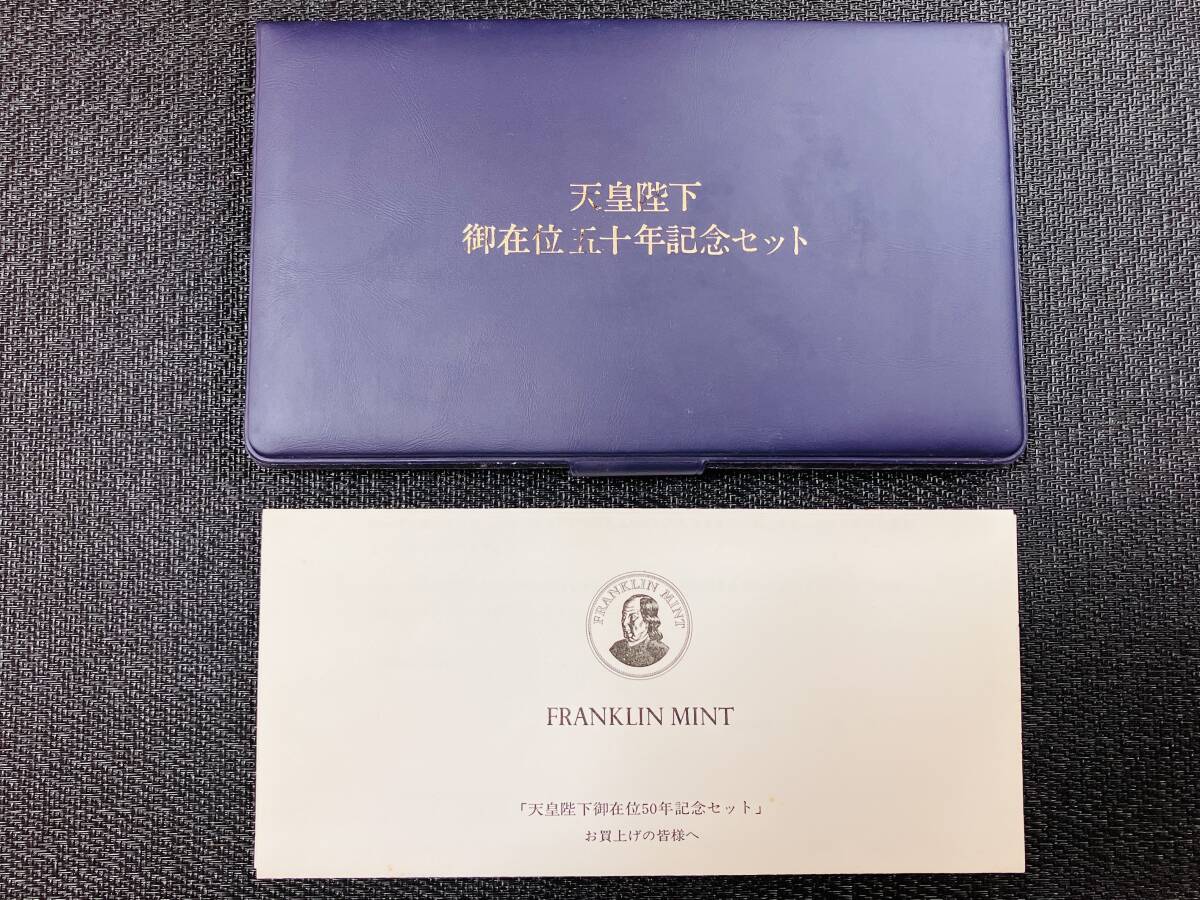 天皇陛下
御在位五十年記念セット
FRANKLIN MINT
FRANKLIN MINT
「天皇陛下御在位50年記念セット」
お買上げの皆様へ